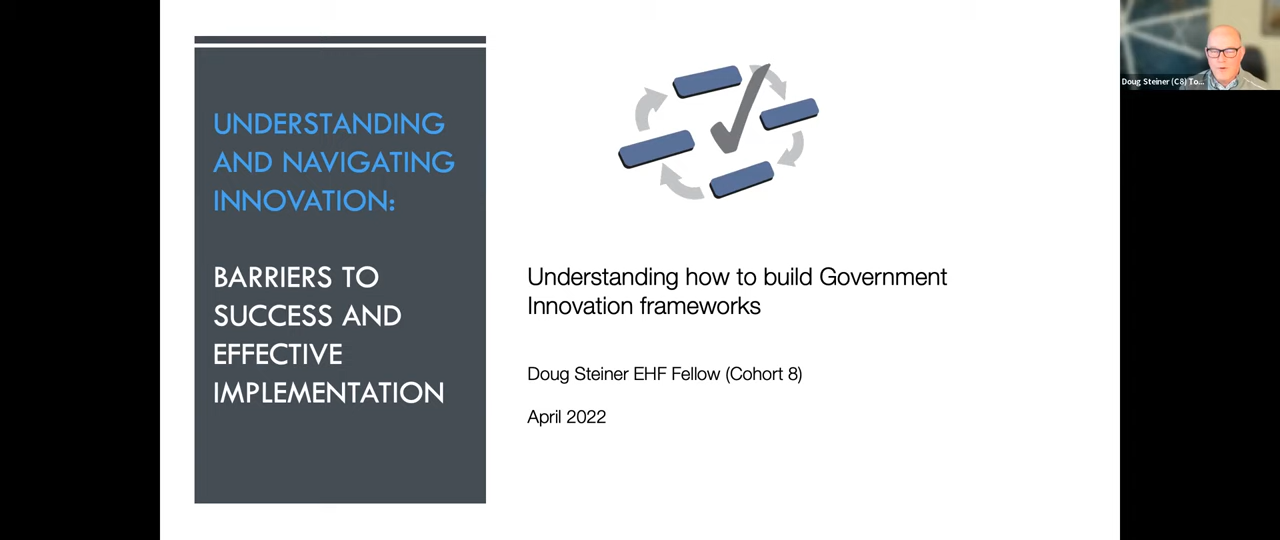 UNDERSTANDING
AND NAVIGATING
INNOVATION:
BARRIERS TO
SUCCESS AND
EFFECTIVE
IMPLEMENTATION
Understanding how to build Government
Innovation frameworks
Doug Steiner EHF Fellow (Cohort 8)
April 2022
Doug Steiner (C8) To...